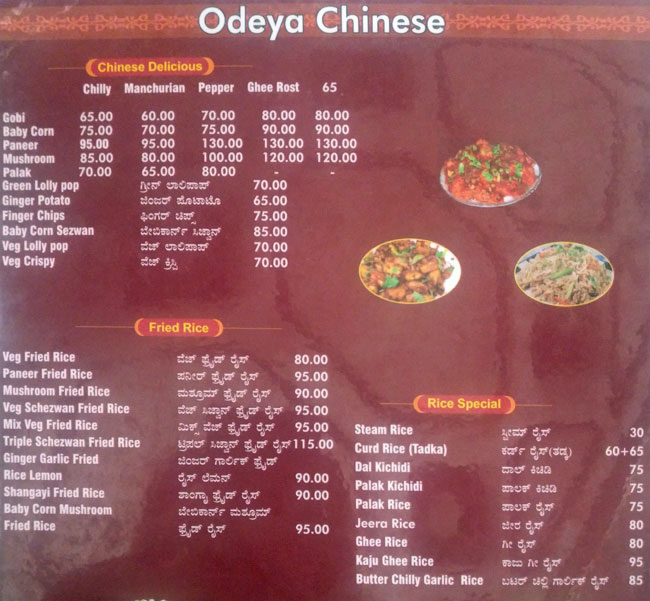 Odeya Chinese
Chinese Delicious
Chilly Manchurian Pepper Ghee Rost 65
Gobi 65.00 60.00 70.00 80.00 80.00
Baby Corn 75.00 70.00 75.00 90.00 90.00
Paneer 95.00 95.00 130.00 130.00 130.00
Mushroom 85.00 80.00 100.00 120.00 120.00
Palak 70.00 65.00 80.00 - -
Green Lolly pop ಗ್ರೀನ್ ಲಾಲಿಪಾಪ್ 70.00
Ginger Potato ಜಿಂಜರ್ ಪೊಟಾಟೊ 65.00
Finger Chips ಫಿಂಗರ್ ಚಿಪ್ಸ್ 75.00
Baby Corn Sezwan ಬೇಬಿಕಾರ್ನ್ ಸಿಜ್ವಾನ್ 85.00
Veg Lolly pop ವೆಜ್ ಲಾಲಿಪಾಪ್ 70.00
Veg Crispy ವೆಜ್ ಕ್ರಿಸ್ಪಿ 70.00
Fried Rice
Veg Fried Rice ವೆಜ್ ಫ್ರೈಡ್ ರೈಸ್ 80.00
Paneer Fried Rice ಪನೀರ್ ಫ್ರೈಡ್ ರೈಸ್ 95.00
Mushroom Fried Rice ಮಶ್ರೂಮ್ ಫ್ರೈಡ್ ರೈಸ್ 90.00
Veg Schezwan Fried Rice ವೆಜ್ ಸಿಜ್ವಾನ್ ಫ್ರೈಡ್ ರೈಸ್ 95.00
Mix Veg Fried Rice ಮಿಕ್ಸ್ ವೆಜ್ ಫ್ರೈಡ್ ರೈಸ್ 95.00
Triple Schezwan Fried Rice ಟ್ರಿಪಲ್ ಸಿಜ್ವಾನ್ ಫ್ರೈಡ್ ರೈಸ್ 115.00
Ginger Garlic Fried ಜಿಂಜರ್ ಗಾರ್ಲಿಕ್ ಫ್ರೈಡ್
Rice Lemon ರೈಸ್ ಲೆಮನ್ 90.00
Shangayi Fried Rice ಶಾಂಗ್ಹಾಯಿ ಫ್ರೈಡ್ ರೈಸ್ 90.00
Baby Corn Mushroom ಬೇಬಿಕಾರ್ನ್ ಮಶ್ರೂಮ್
Fried Rice ಫ್ರೈಡ್ ರೈಸ್ 95.00
Rice Special
Steam Rice ಸ್ಟೀಮ್ ರೈಸ್ 30
Curd Rice (Tadka) ಕರ್ಡ್ ರೈಸ್(ತಡ್ಕ) 60+65
Dal Kichidi ದಾಲ್ ಕಿಚಿಡಿ 75
Palak Kichidi ಪಾಲಕ್ ಕಿಚಿಡಿ 75
Palak Rice ಪಾಲಕ್ ರೈಸ್ 75
Jeera Rice ಜೀರ ರೈಸ್ 80
Ghee Rice ಗೀ ರೈಸ್ 80
Kaju Ghee Rice ಕಾಜು ಗೀ ರೈಸ್ 95
Butter Chilly Garlic Rice ಬಟರ್ ಚಿಲ್ಲಿ ಗಾರ್ಲಿಕ್ ರೈಸ್ 85